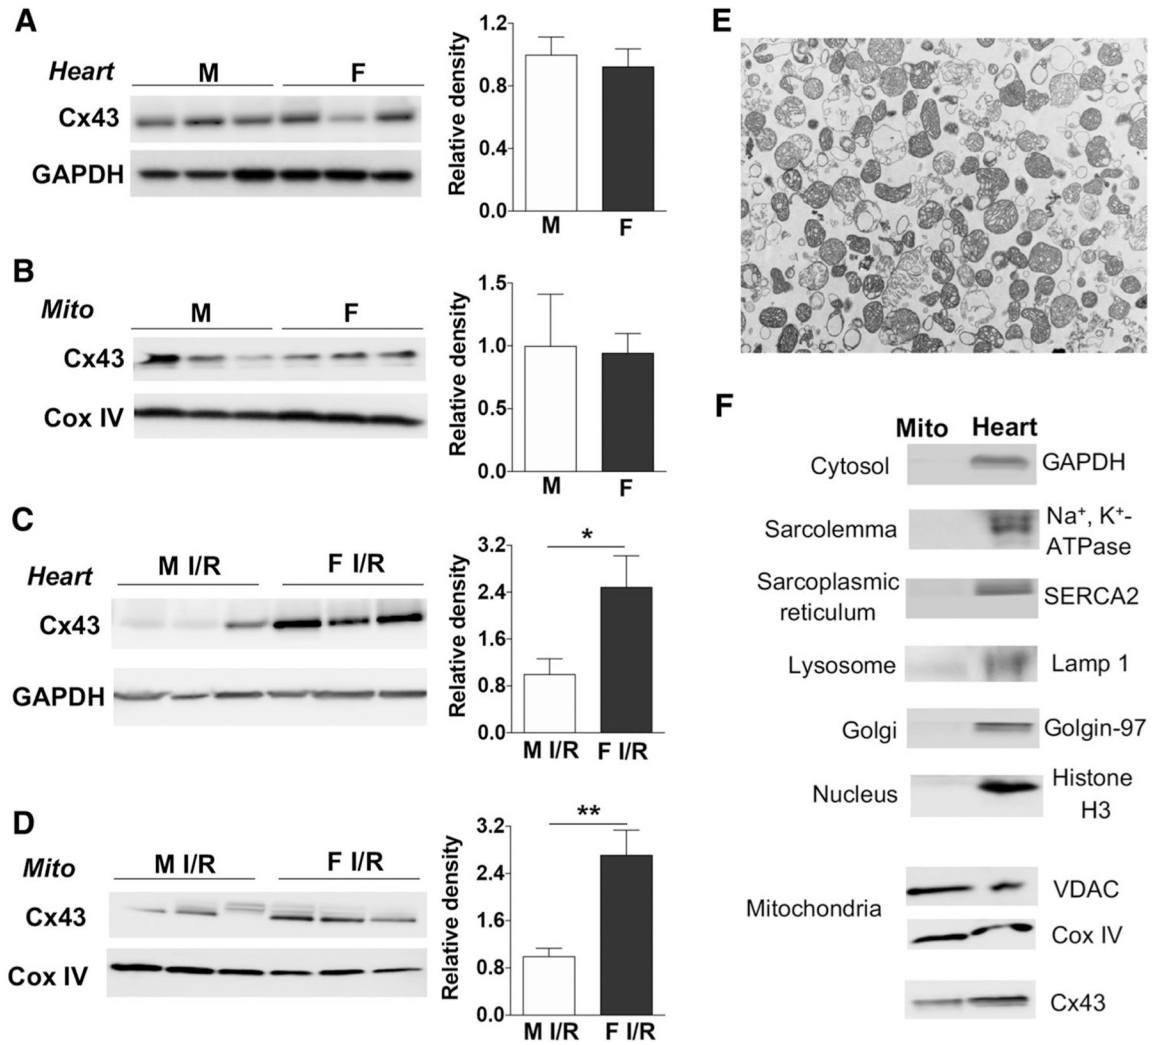 A
Heart M F
Cx43
GAPDH
Relative density
1.2
0.8
0.4
0.0
M F
B
Mito M F
Cx43
Cox IV
Relative density
1.5
1.0
0.5
0.0
M F
C
Heart M I/R F I/R
Cx43
GAPDH
Relative density
3.2
2.4
1.6
0.8
0.0
*
M I/R F I/R
D
Mito M I/R F I/R
Cx43
Cox IV
Relative density
3.2
2.4
1.6
0.8
0.0
**
M I/R F I/R
E
F
Mito Heart
Cytosol GAPDH
Sarcolemma Na⁺, K⁺-
ATPase
Sarcoplasmic
reticulum SERCA2
Lysosome Lamp 1
Golgi Golgin-97
Nucleus Histone
H3
Mitochondria VDAC
Cox IV
Cx43